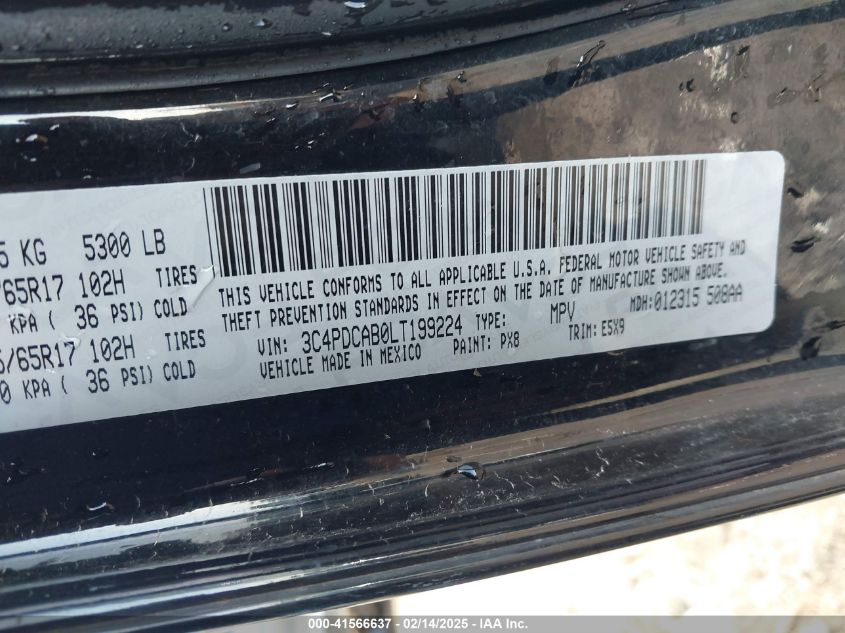 5 KG 5300 LB
/65R17 102H TIRES
KPA ( 36 PSI) COLD
/65R17 102H TIRES
0 KPA ( 36 PSI) COLD
THIS VEHICLE CONFORMS TO ALL APPLICABLE U.S.A. FEDERAL MOTOR VEHICLE SAFETY AND
THEFT PREVENTION STANDARDS IN EFFECT ON THE DATE OF MANUFACTURE SHOWN ABOVE.
VIN: 3C4PDCAB0LT199224 TYPE: MPV MDH:012315 508AA
VEHICLE MADE IN MEXICO PAINT: PX8 TRIM: E5X9
000-41566637 - 02/14/2025 - IAA Inc.